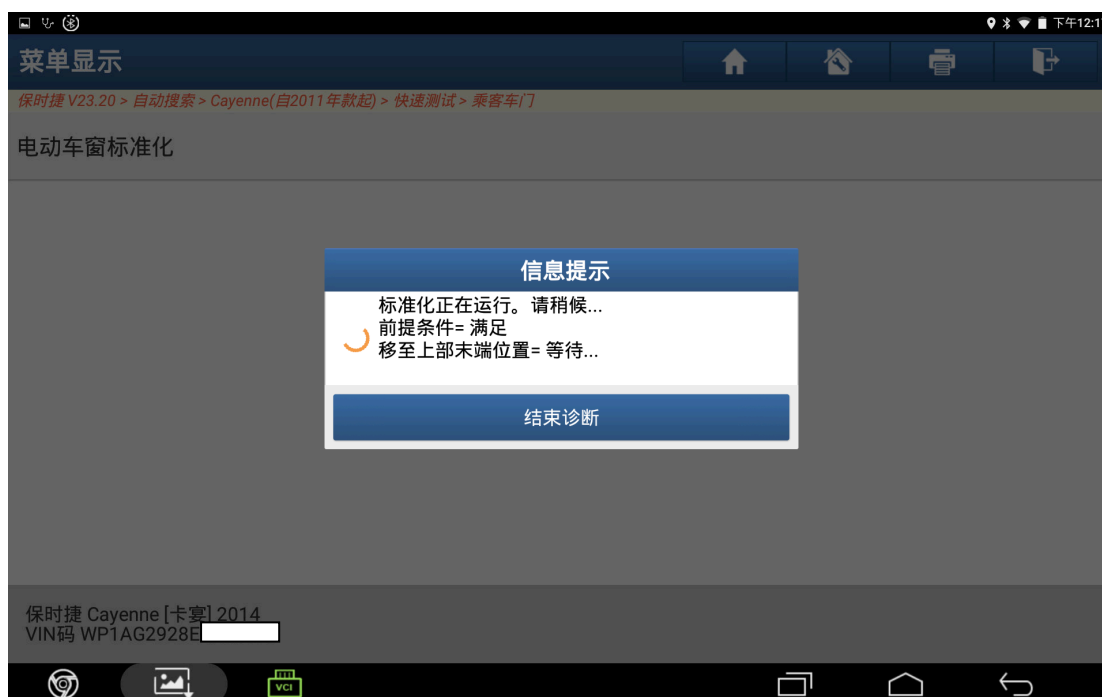 下午12:1
菜单显示
保时捷 V23.20 > 自动搜索 > Cayenne(自2011年款起) > 快速测试 > 乘客车门
电动车窗标准化
信息提示
标准化正在运行。请稍候...
前提条件= 满足
移至上部末端位置= 等待...
结束诊断
保时捷 Cayenne [卡宴] 2014
VIN码 WP1AG2928E
VCI